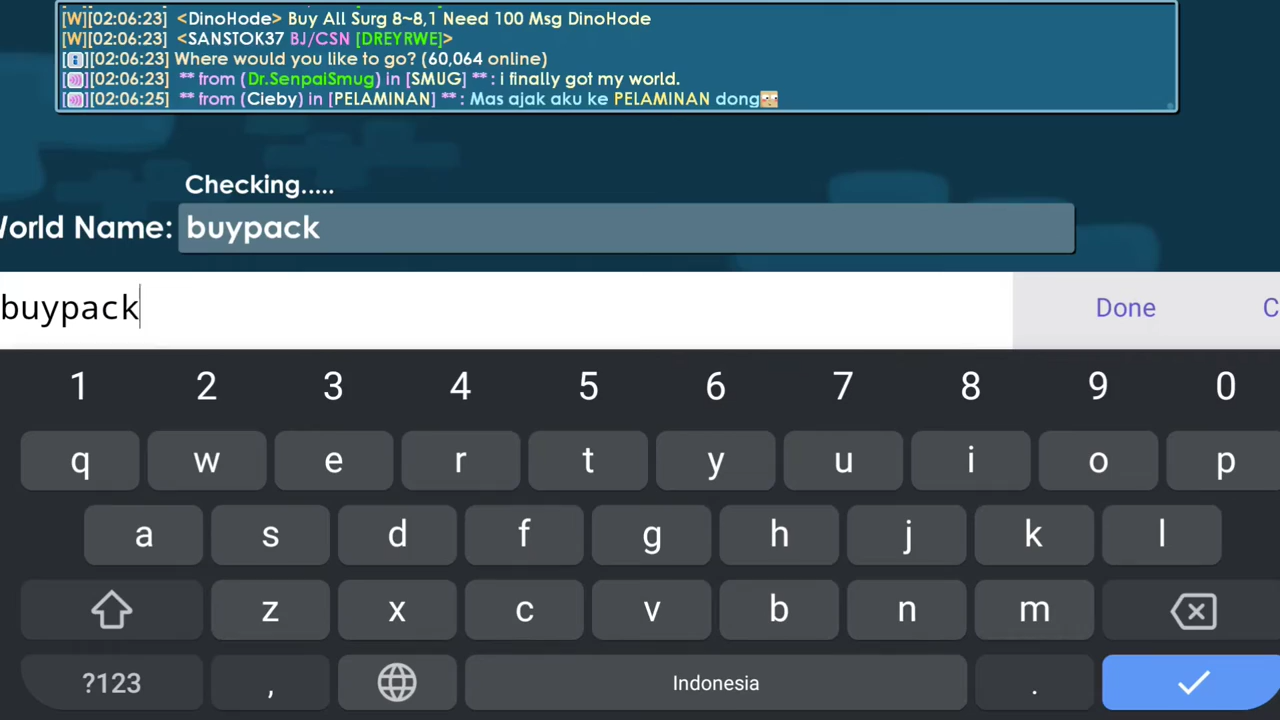 [W][02:06:23] <DinoHode> Buy All Surg 8~8,1 Need 100 Msg DinoHode
[W][02:06:23] <SANSTOK37 BJ/CSN [DREYRWE]>
[i][02:06:23] Where would you like to go? (60,064 online)
[02:06:23] ** from (Dr.SenpaiSmug) in [SMUG] ** : i finally got my world.
[02:06:25] ** from (Cieby) in [PELAMINAN] ** : Mas ajak aku ke PELAMINAN dong
Checking.....
World Name: buypack
buypack Done C
1 2 3 4 5 6 7 8 9 0
q w e r t y u i o p
a s d f g h j k l
z x c v b n m
?123 , Indonesia .